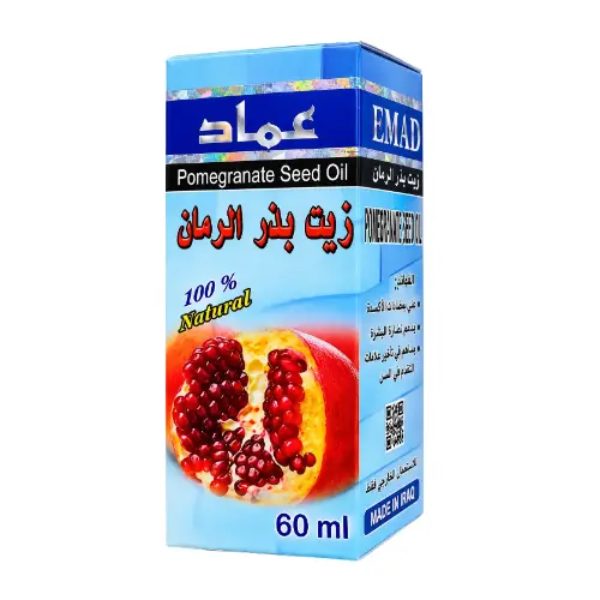 عماد
Pomegranate Seed Oil
زيت بذر الرمان
100 %
Natural
60 ml
EMAD
زيت بذر الرمان
POMEGRANATE SEED OIL
الفوائد:
غني بمضادات الأكسدة
يدعم نضارة البشرة
يساهم في تأخير علامات
التقدم في السن
للاستعمال الخارجي فقط
MADE IN IRAQ